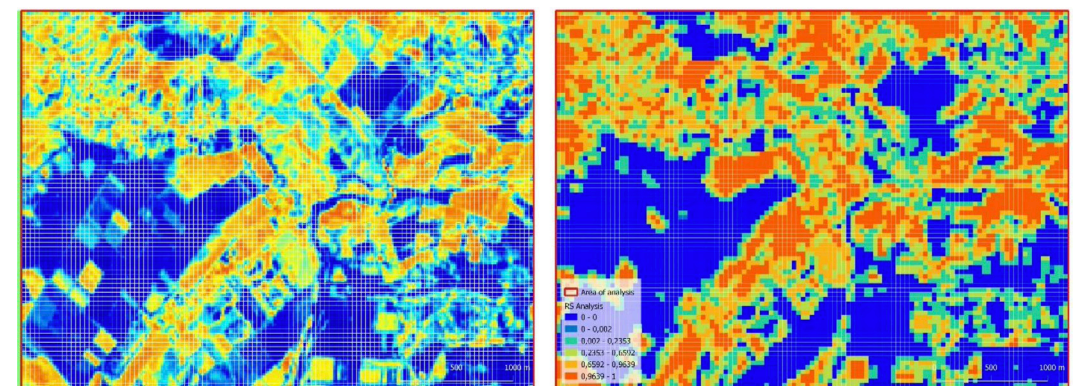 500 1000 m
Area of analysis
RS Analysis
0 - 0
0 - 0,002
0,002 - 0,2353
0,2353 - 0,6592
0,6592 - 0,9639
0,9639 - 1
500 1000 m